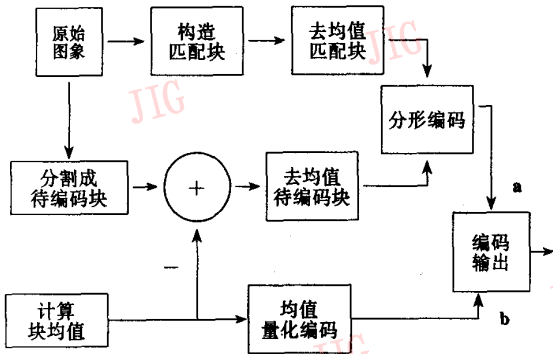 原始
图象
构造
匹配块
去均值
匹配块
JIG
JIG
分形编码
分割成
待编码块
+
去均值
待编码块
a
编码
输出
−
计算
块均值
均值
量化编码
b
JIG